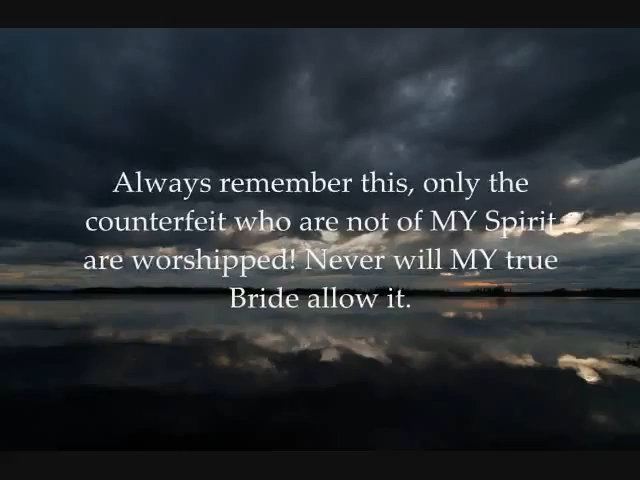 Always remember this, only the
counterfeit who are not of MY Spirit
are worshipped! Never will MY true
Bride allow it.